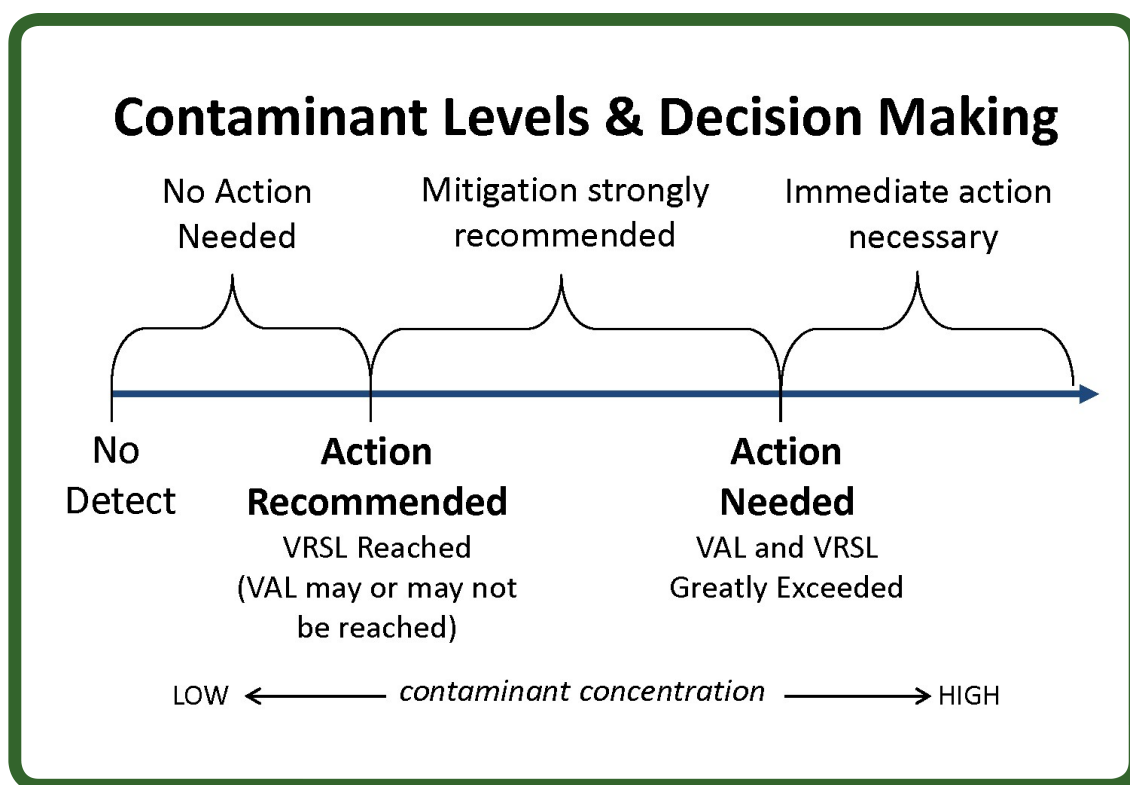 Contaminant Levels & Decision Making
No Action
Needed
Mitigation strongly
recommended
Immediate action
necessary
No
Detect
Action
Recommended
VRSL Reached
(VAL may or may not
be reached)
Action
Needed
VAL and VRSL
Greatly Exceeded
LOW contaminant concentration HIGH